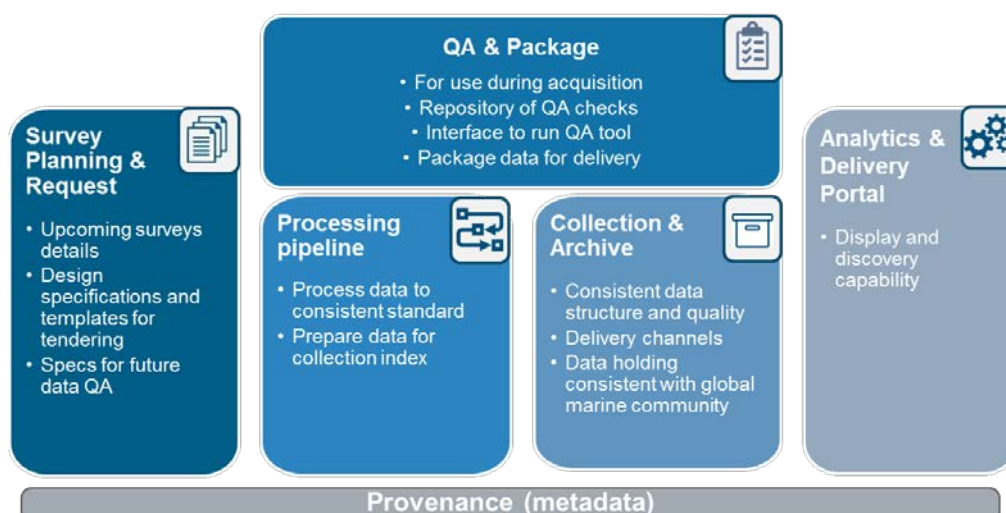 QA & Package
• For use during acquisition
• Repository of QA checks
• Interface to run QA tool
• Package data for delivery
Survey
Planning &
Request
• Upcoming surveys
details
• Design
specifications and
templates for
tendering
• Specs for future
data QA
Processing
pipeline
• Process data to
consistent standard
• Prepare data for
collection index
Collection &
Archive
• Consistent data
structure and quality
• Delivery channels
• Data holding
consistent with global
marine community
Analytics &
Delivery
Portal
• Display and
discovery
capability
Provenance (metadata)